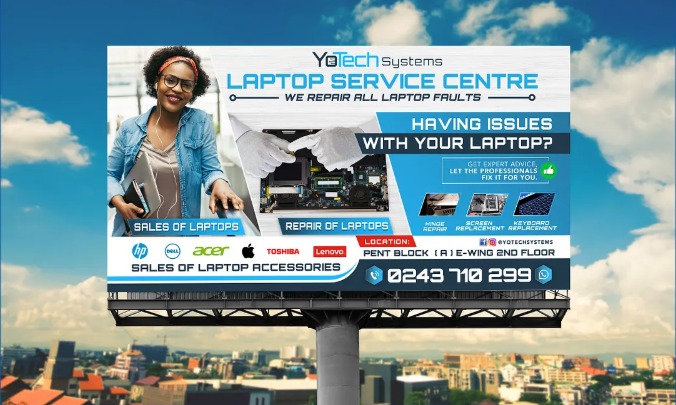 YoTech Systems
LAPTOP SERVICE CENTRE
WE REPAIR ALL LAPTOP FAULTS
HAVING ISSUES
WITH YOUR LAPTOP?
GET EXPERT ADVICE,
LET THE PROFESSIONALS
FIX IT FOR YOU.
SALES OF LAPTOPS
REPAIR OF LAPTOPS
HINGE
REPAIR
SCREEN
REPLACEMENT
KEYBOARD
REPLACEMENT
hp DELL acer TOSHIBA Lenovo
SALES OF LAPTOP ACCESSORIES
LOCATION:
@YOTECHSYSTEMS
PENT BLOCK ( A ) E-WING 2ND FLOOR
0243 710 299